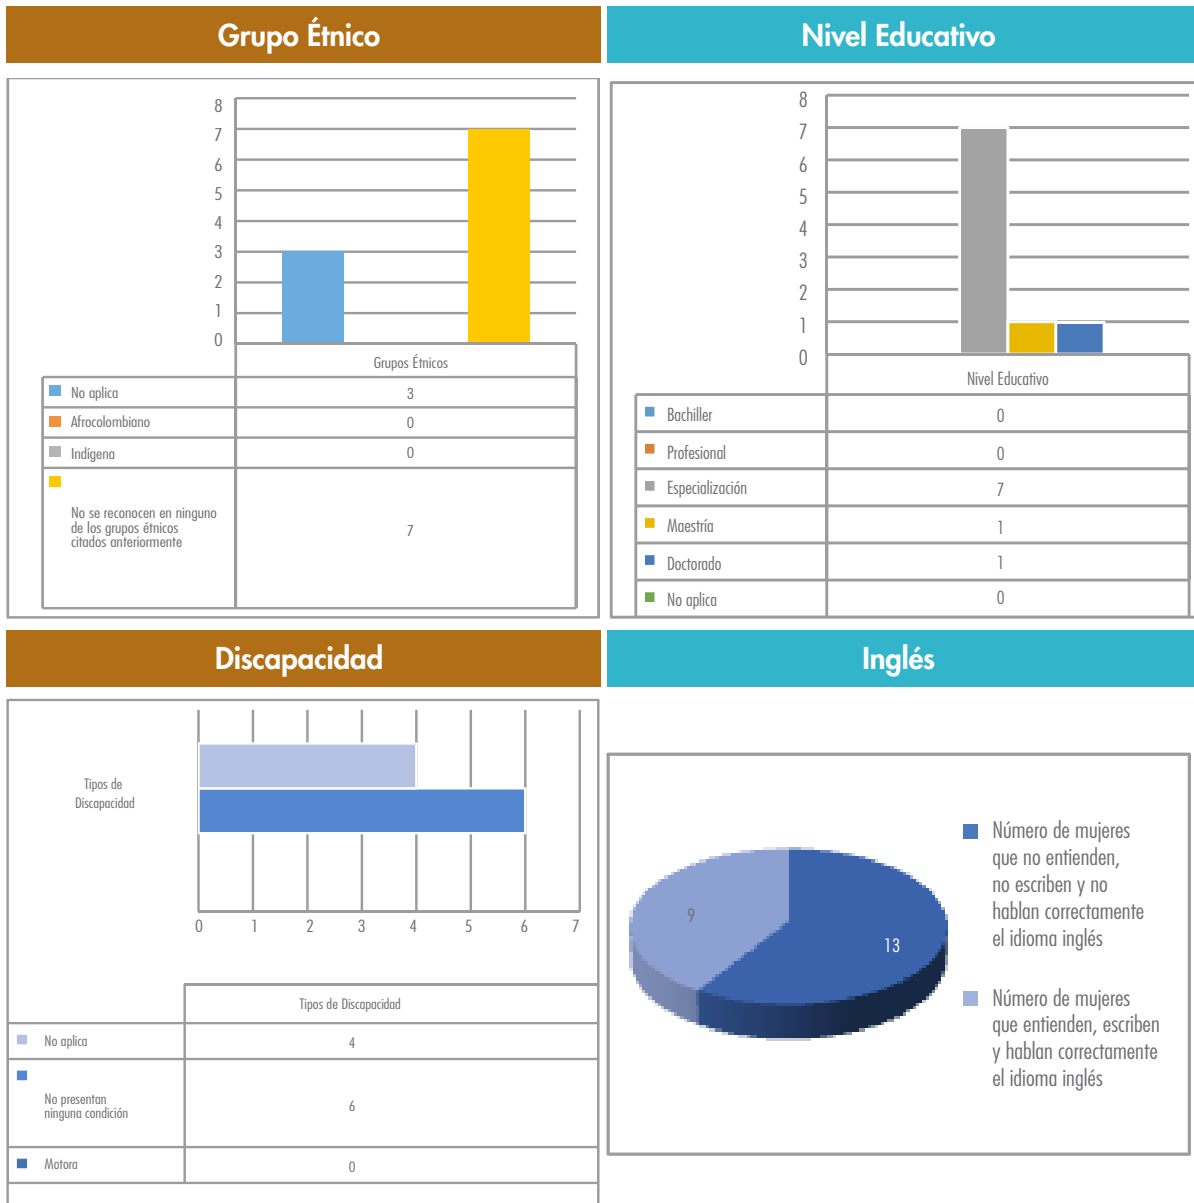 Grupo Étnico
8
7
6
5
4
3
2
1
0
Grupos Étnicos
No aplica 3
Afrocolombiano 0
Indígena 0
No se reconocen en ninguno
de los grupos étnicos
citados anteriormente
7
Nivel Educativo
8
7
6
5
4
3
2
1
0
Nivel Educativo
Bachiller 0
Profesional 0
Especialización 7
Maestría 1
Doctorado 1
No aplica 0
Discapacidad
Tipos de
Discapacidad
0 1 2 3 4 5 6 7
Tipos de Discapacidad
No aplica 4
No presentan
ninguna condición
6
Motora 0
Inglés
9
13
Número de mujeres
que no entienden,
no escriben y no
hablan correctamente
el idioma inglés
Número de mujeres
que entienden, escriben
y hablan correctamente
el idioma inglés